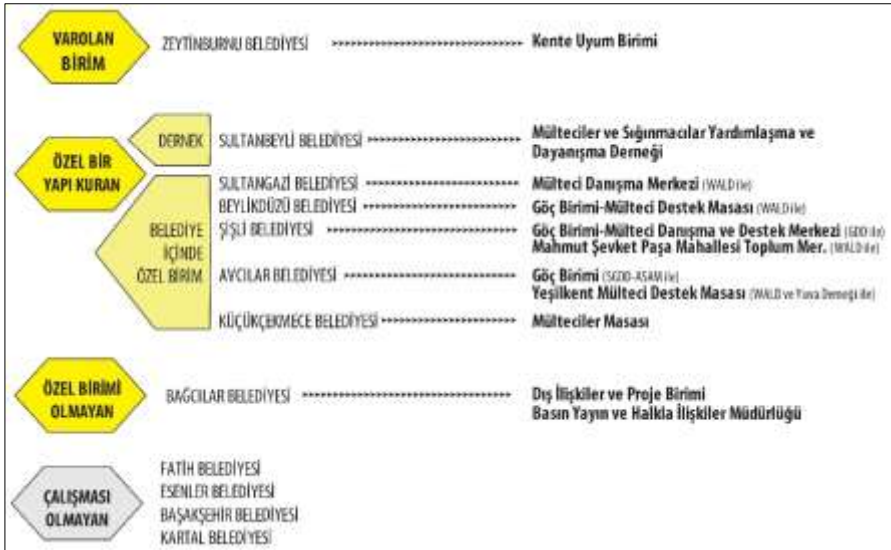 VAROLAN
BİRİM
ZEYTİNBURNU BELEDİYESİ
Kente Uyum Birimi
ÖZEL BİR
YAPI KURAN
DERNEK
SULTANBEYLİ BELEDİYESİ
Mülteciler ve Sığınmacılar Yardımlaşma ve
Dayanışma Derneği
BELEDİYE
İÇİNDE
ÖZEL BİRİM
SULTANGAZİ BELEDİYESİ
Mülteci Danışma Merkezi (WALD ile)
BEYLİKDÜZÜ BELEDİYESİ
Göç Birimi-Mülteci Destek Masası (WALD ile)
ŞİŞLİ BELEDİYESİ
Göç Birimi-Mülteci Danışma ve Destek Merkezi (GDD ile)
Mahmut Şevket Paşa Mahallesi Toplum Mer. (WALD ile)
AVCILAR BELEDİYESİ
Göç Birimi (SGDD-ASAM ile)
Yeşilkent Mülteci Destek Masası (WALD ve Yuva Derneği ile)
KÜÇÜKÇEKMECE BELEDİYESİ
Mülteciler Masası
ÖZEL BİRİMİ
OLMAYAN
BAĞCILAR BELEDİYESİ
Dış İlişkiler ve Proje Birimi
Basın Yayın ve Halkla İlişkiler Müdürlüğü
ÇALIŞMASI
OLMAYAN
FATİH BELEDİYESİ
ESENLER BELEDİYESİ
BAŞAKŞEHİR BELEDİYESİ
KARTAL BELEDİYESİ